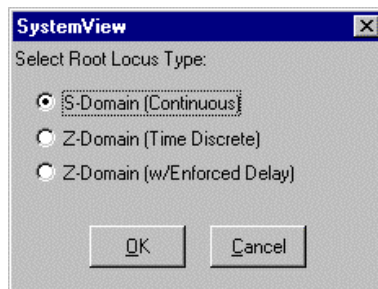 SystemView
Select Root Locus Type:
S-Domain (Continuous)
Z-Domain (Time Discrete)
Z-Domain (w/Enforced Delay)
OK Cancel